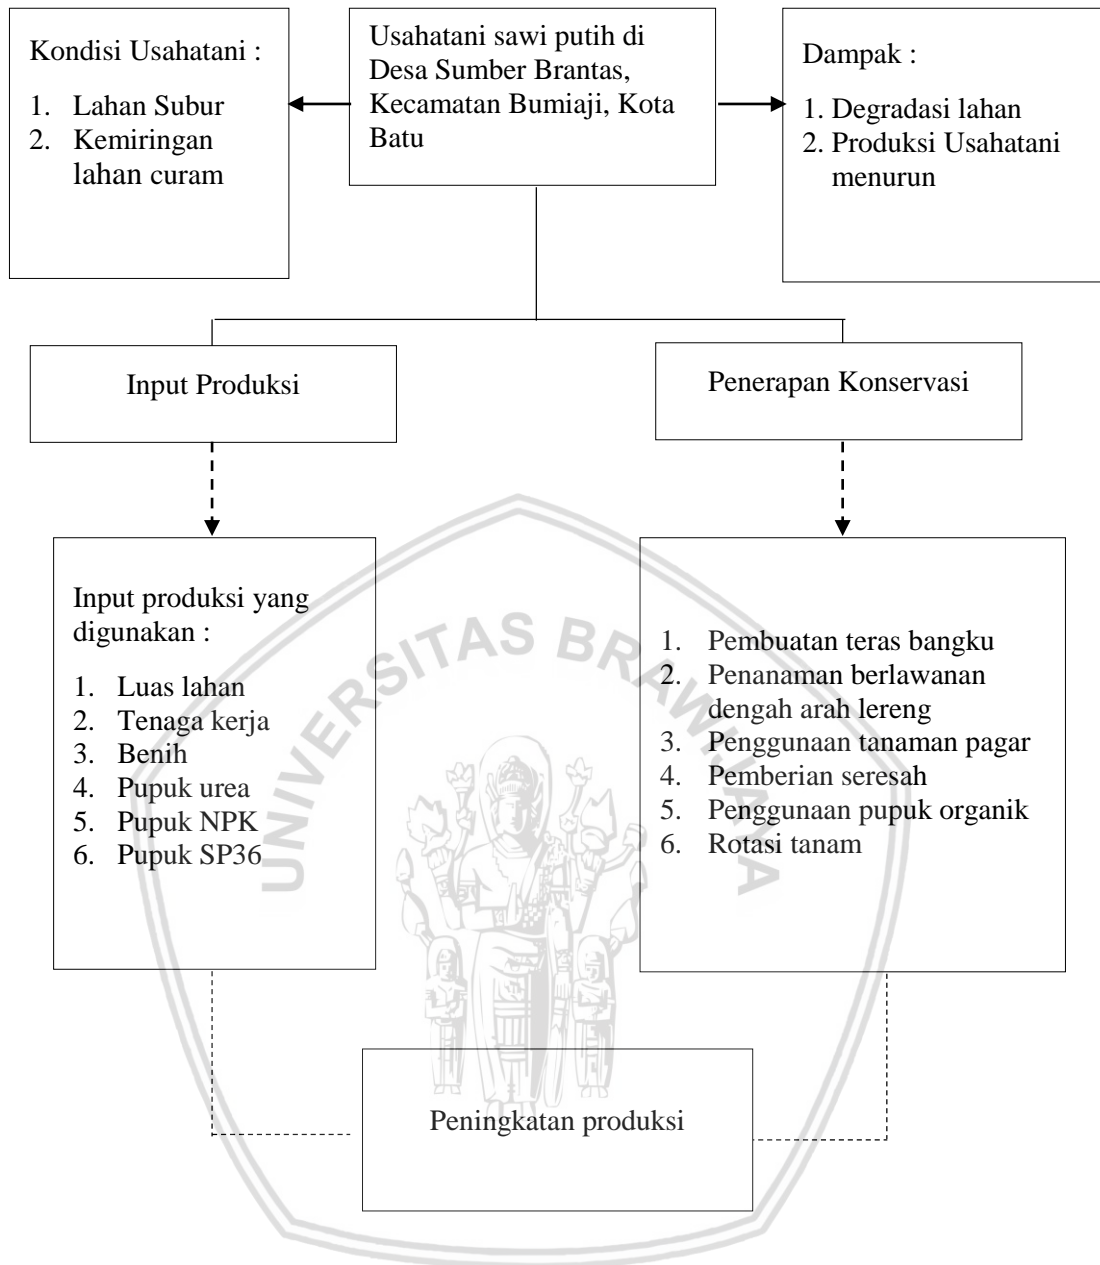 Kondisi Usahatani :
1. Lahan Subur
2. Kemiringan
lahan curam
Usahatani sawi putih di
Desa Sumber Brantas,
Kecamatan Bumiaji, Kota
Batu
Dampak :
1. Degradasi lahan
2. Produksi Usahatani
menurun
Input Produksi
Penerapan Konservasi
Input produksi yang
digunakan :
1. Luas lahan
2. Tenaga kerja
3. Benih
4. Pupuk urea
5. Pupuk NPK
6. Pupuk SP36
1. Pembuatan teras bangku
2. Penanaman berlawanan
dengah arah lereng
3. Penggunaan tanaman pagar
4. Pemberian seresah
5. Penggunaan pupuk organik
6. Rotasi tanam
Peningkatan produksi
UNIVERSITAS BRAWIJAYA